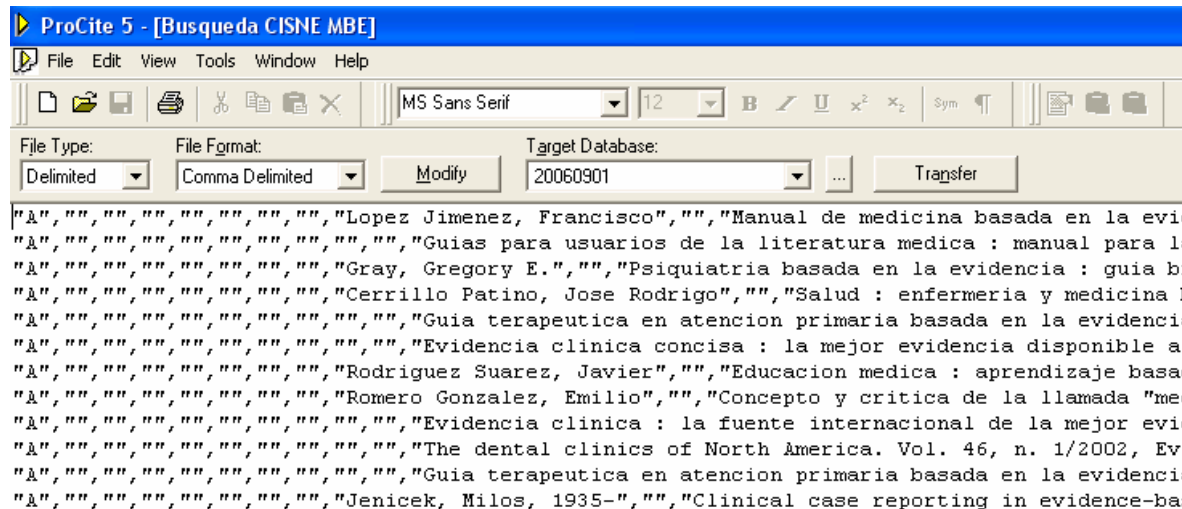 ProCite 5 - [Busqueda CISNE MBE]
File Edit View Tools Window Help
MS Sans Serif 12 B I U x² x₂ Sym ¶
File Type: File Format: Target Database:
Delimited Comma Delimited Modify 20060901 ... Transfer
"A","","","","","","","","Lopez Jimenez, Francisco","","Manual de medicina basada en la evi
"A","","","","","","","","","","Guias para usuarios de la literatura medica : manual para l
"A","","","","","","","","Gray, Gregory E.","","Psiquiatria basada en la evidencia : guia b
"A","","","","","","","","Cerrillo Patino, Jose Rodrigo","","Salud : enfermeria y medicina
"A","","","","","","","","","","Guia terapeutica en atencion primaria basada en la evidenci
"A","","","","","","","","","","Evidencia clinica concisa : la mejor evidencia disponible a
"A","","","","","","","","Rodriguez Suarez, Javier","","Educacion medica : aprendizaje basa
"A","","","","","","","","Romero Gonzalez, Emilio","","Concepto y critica de la llamada "me
"A","","","","","","","","","","Evidencia clinica : la fuente internacional de la mejor evi
"A","","","","","","","","","","The dental clinics of North America. Vol. 46, n. 1/2002, Ev
"A","","","","","","","","","","Guia terapeutica en atencion primaria basada en la evidenci
"A","","","","","","","","Jenicek, Milos, 1935-","","Clinical case reporting in evidence-ba